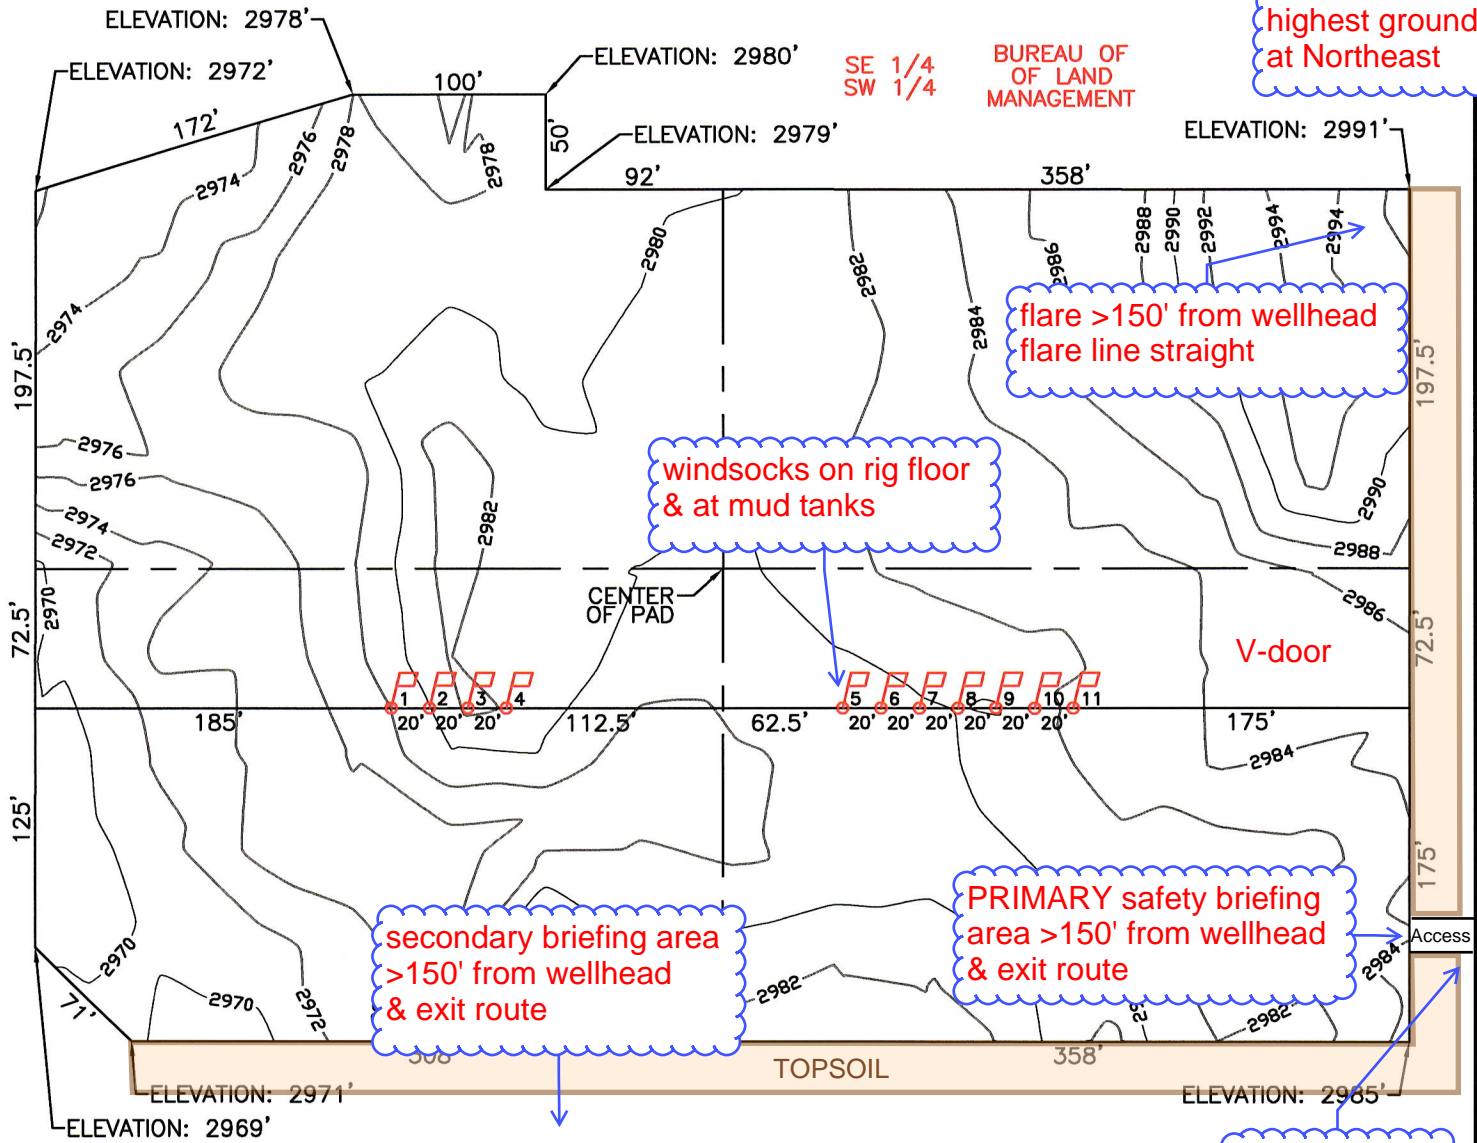 ELEVATION: 2978'
ELEVATION: 2972'
100'
ELEVATION: 2980'
SE 1/4
SW 1/4
BUREAU OF
OF LAND
MANAGEMENT
highest ground
at Northeast
172'
50'
ELEVATION: 2979'
ELEVATION: 2991'
92'
358'
2974
2976
2978
2978
2980
2982
2984
2986
2988
2990
2992
2994
2994
2974
flare >150' from wellhead
flare line straight
197.5'
197.5'
2976
2976
2974
2972
2982
windsocks on rig floor
& at mud tanks
2990
2988
2986
2970
CENTER
OF PAD
72.5'
72.5'
V-door
1 2 3 4
5 6 7 8 9 10 11
185'
20' 20' 20'
112.5'
62.5'
20' 20' 20' 20' 20' 20'
175'
2984
125'
175'
secondary briefing area
>150' from wellhead
& exit route
PRIMARY safety briefing
area >150' from wellhead
& exit route
Access
2984
2970
2970
2972
2982
2982
71'
308'
TOPSOIL
358'
ELEVATION: 2971'
ELEVATION: 2985'
ELEVATION: 2969'